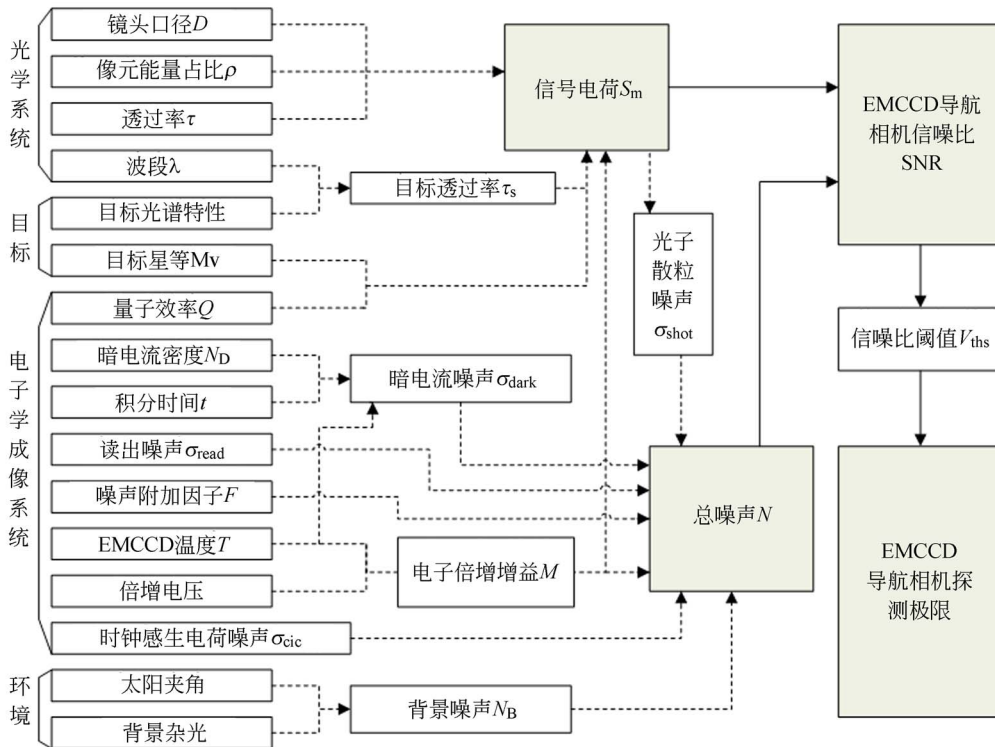 光学系统
镜头口径D
像元能量占比ρ
透过率τ
波段λ
目标
目标光谱特性
目标星等Mv
电子学成像系统
量子效率Q
暗电流密度N_D
积分时间t
读出噪声σ_read
噪声附加因子F
EMCCD温度T
倍增电压
时钟感生电荷噪声σ_cic
环境
太阳夹角
背景杂光
目标透过率τ_s
暗电流噪声σ_dark
电子倍增增益M
背景噪声N_B
信号电荷S_m
光子
散粒
噪声
σ_shot
总噪声N
EMCCD导航
相机信噪比
SNR
信噪比阈值V_ths
EMCCD
导航相机探
测极限